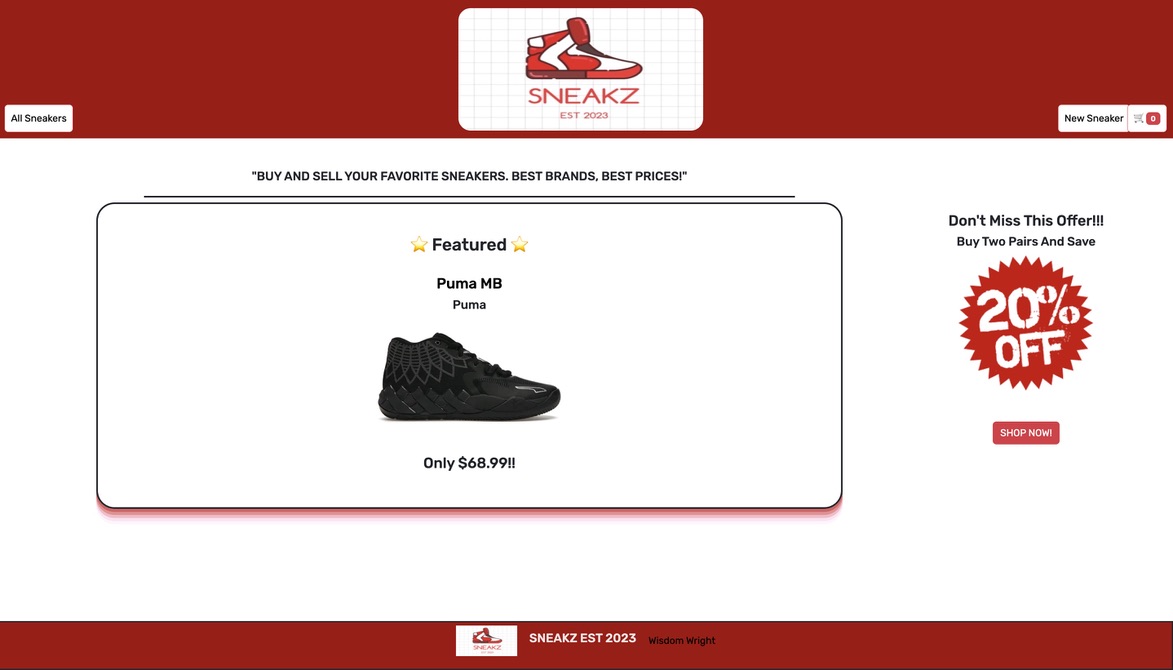 SNEAKZ
EST 2023
All Sneakers
New Sneaker
0
"BUY AND SELL YOUR FAVORITE SNEAKERS. BEST BRANDS, BEST PRICES!"
⭐ Featured ⭐
Puma MB
Puma
Only $68.99!!
Don't Miss This Offer!!!
Buy Two Pairs And Save
20%
OFF
SHOP NOW!
SNEAKZ
SNEAKZ EST 2023
Wisdom Wright